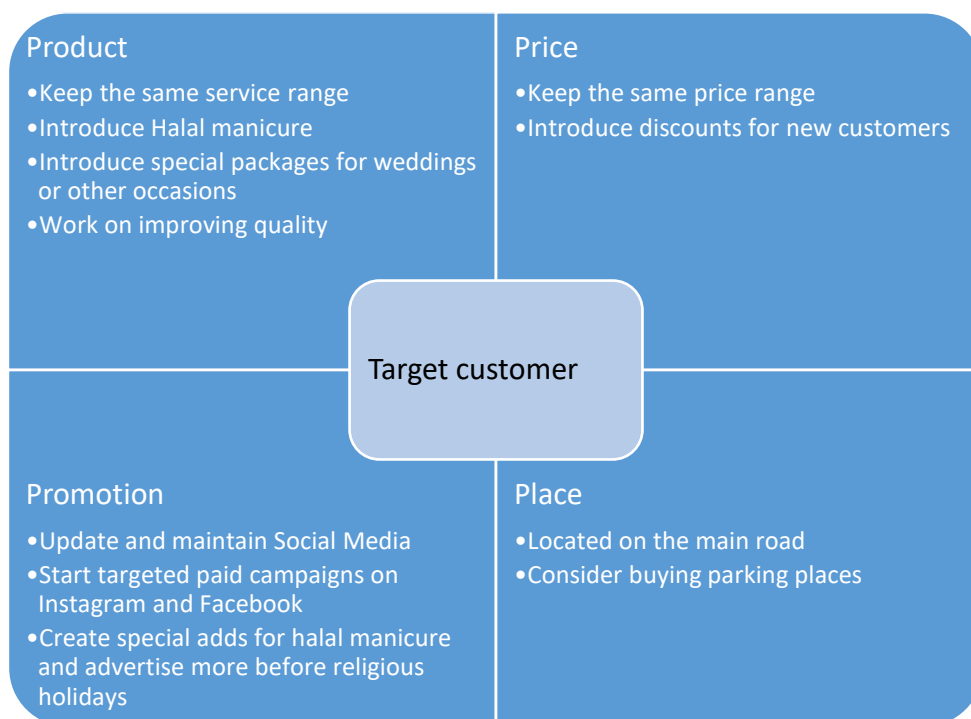 Product
•Keep the same service range
•Introduce Halal manicure
•Introduce special packages for weddings
or other occasions
•Work on improving quality
Price
•Keep the same price range
•Introduce discounts for new customers
Target customer
Promotion
•Update and maintain Social Media
•Start targeted paid campaigns on
Instagram and Facebook
•Create special adds for halal manicure
and advertise more before religious
holidays
Place
•Located on the main road
•Consider buying parking places